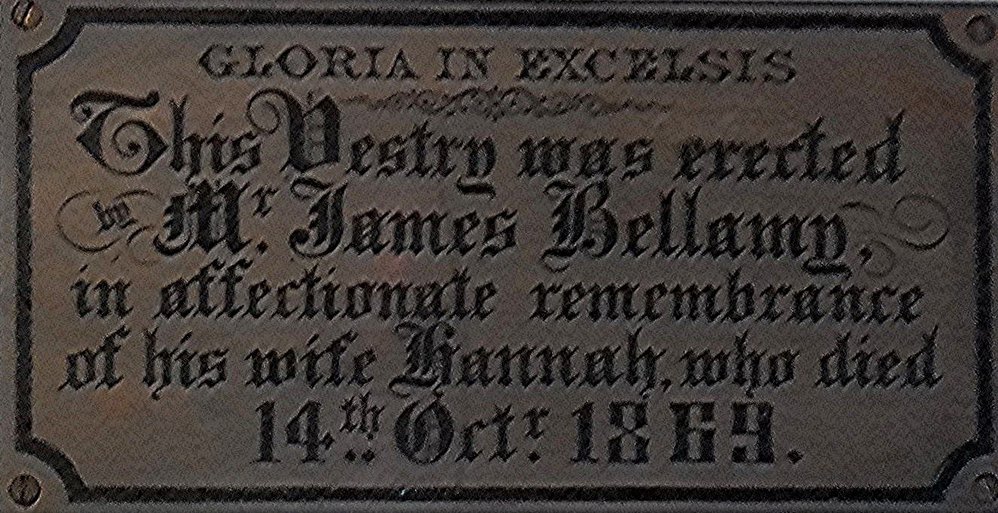 GLORIA IN EXCELSIS
This Vestry was erected
by Mr. James Bellamy,
in affectionate remembrance
of his wife Hannah, who died
14th. Octr. 1869.